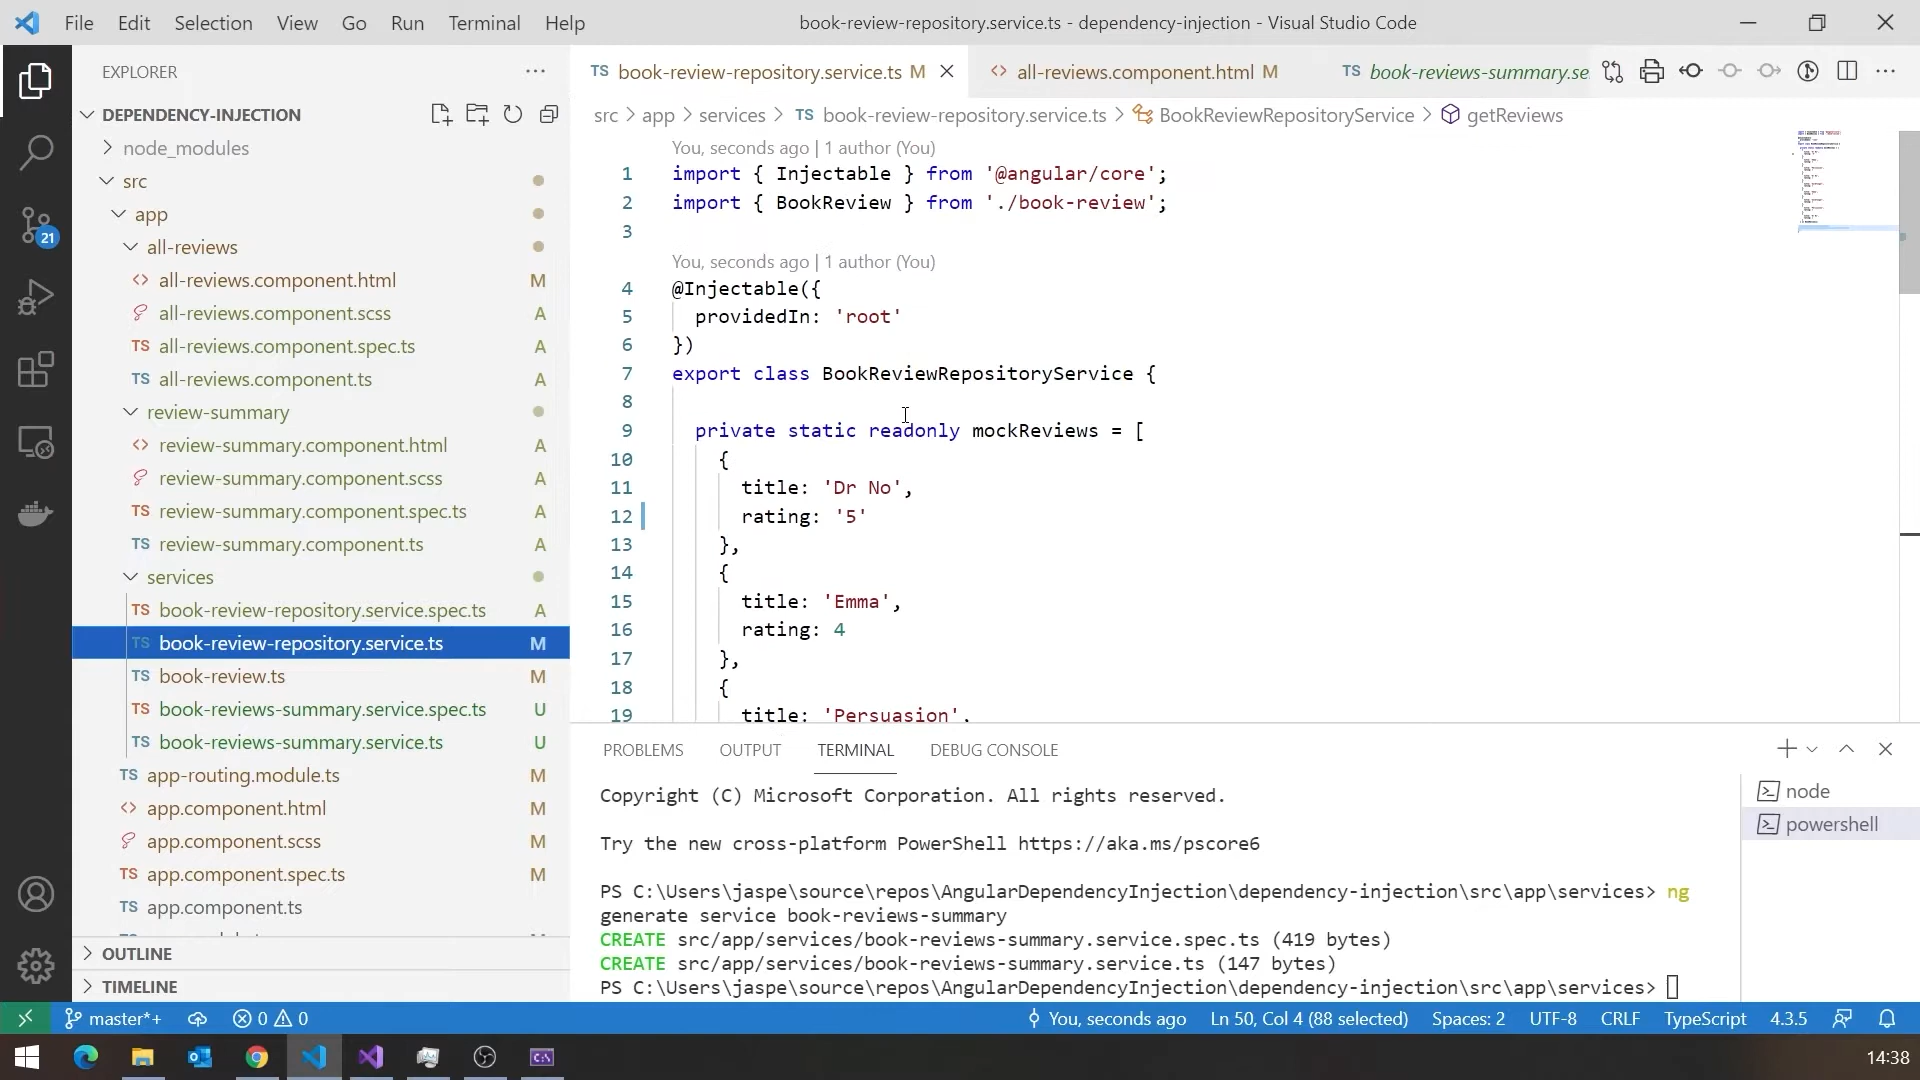 File Edit Selection View Go Run Terminal Help
book-review-repository.service.ts - dependency-injection - Visual Studio Code
EXPLORER
DEPENDENCY-INJECTION
node_modules
src
app
all-reviews
all-reviews.component.html M
all-reviews.component.scss A
TS all-reviews.component.spec.ts A
TS all-reviews.component.ts A
review-summary
review-summary.component.html A
review-summary.component.scss A
TS review-summary.component.spec.ts A
TS review-summary.component.ts A
services
TS book-review-repository.service.spec.ts A
TS book-review-repository.service.ts M
TS book-review.ts M
TS book-reviews-summary.service.spec.ts U
TS book-reviews-summary.service.ts U
TS app-routing.module.ts M
app.component.html M
app.component.scss M
TS app.component.spec.ts M
TS app.component.ts
OUTLINE
TIMELINE
21
TS book-review-repository.service.ts M
all-reviews.component.html M
TS book-reviews-summary.se
src > app > services > TS book-review-repository.service.ts > BookReviewRepositoryService > getReviews
You, seconds ago | 1 author (You)
1 import { Injectable } from '@angular/core';
2 import { BookReview } from './book-review';
3
You, seconds ago | 1 author (You)
4 @Injectable({
5 providedIn: 'root'
6 })
7 export class BookReviewRepositoryService {
8
9 private static readonly mockReviews = [
10 {
11 title: 'Dr No',
12 rating: '5'
13 },
14 {
15 title: 'Emma',
16 rating: 4
17 },
18 {
19 title: 'Persuasion',
PROBLEMS OUTPUT TERMINAL DEBUG CONSOLE
Copyright (C) Microsoft Corporation. All rights reserved.
Try the new cross-platform PowerShell https://aka.ms/pscore6
PS C:\Users\jaspe\source\repos\AngularDependencyInjection\dependency-injection\src\app\services> ng
generate service book-reviews-summary
CREATE src/app/services/book-reviews-summary.service.spec.ts (419 bytes)
CREATE src/app/services/book-reviews-summary.service.ts (147 bytes)
PS C:\Users\jaspe\source\repos\AngularDependencyInjection\dependency-injection\src\app\services>
node
powershell
master*+ 0 0 You, seconds ago Ln 50, Col 4 (88 selected) Spaces: 2 UTF-8 CRLF TypeScript 4.3.5
14:38